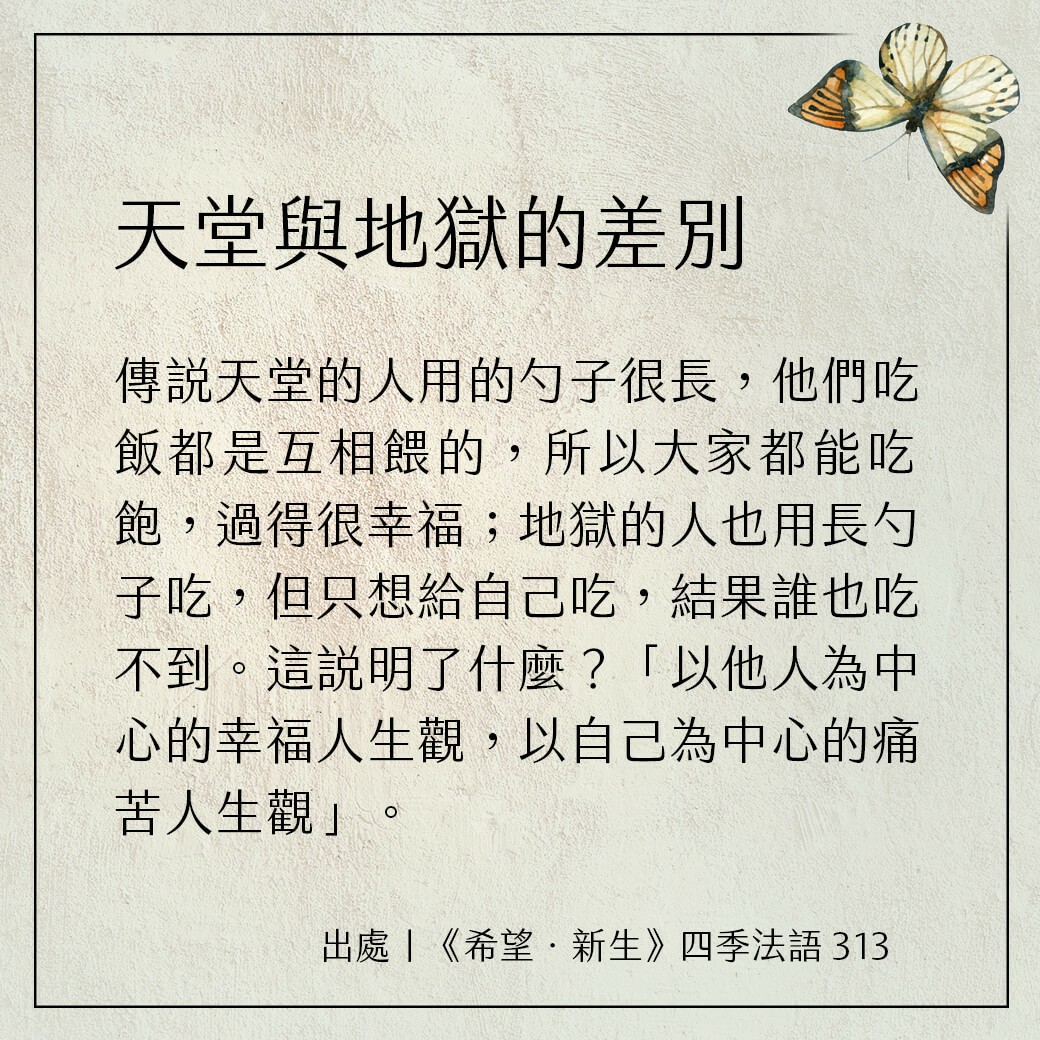 天堂與地獄的差別
傳説天堂的人用的勺子很長，他們吃
飯都是互相餵的，所以大家都能吃
飽，過得很幸福；地獄的人也用長勺
子吃，但只想給自己吃，結果誰也吃
不到。這説明了什麼？「以他人為中
心的幸福人生觀，以自己為中心的痛
苦人生觀」。
出處｜《希望．新生》四季法語 313